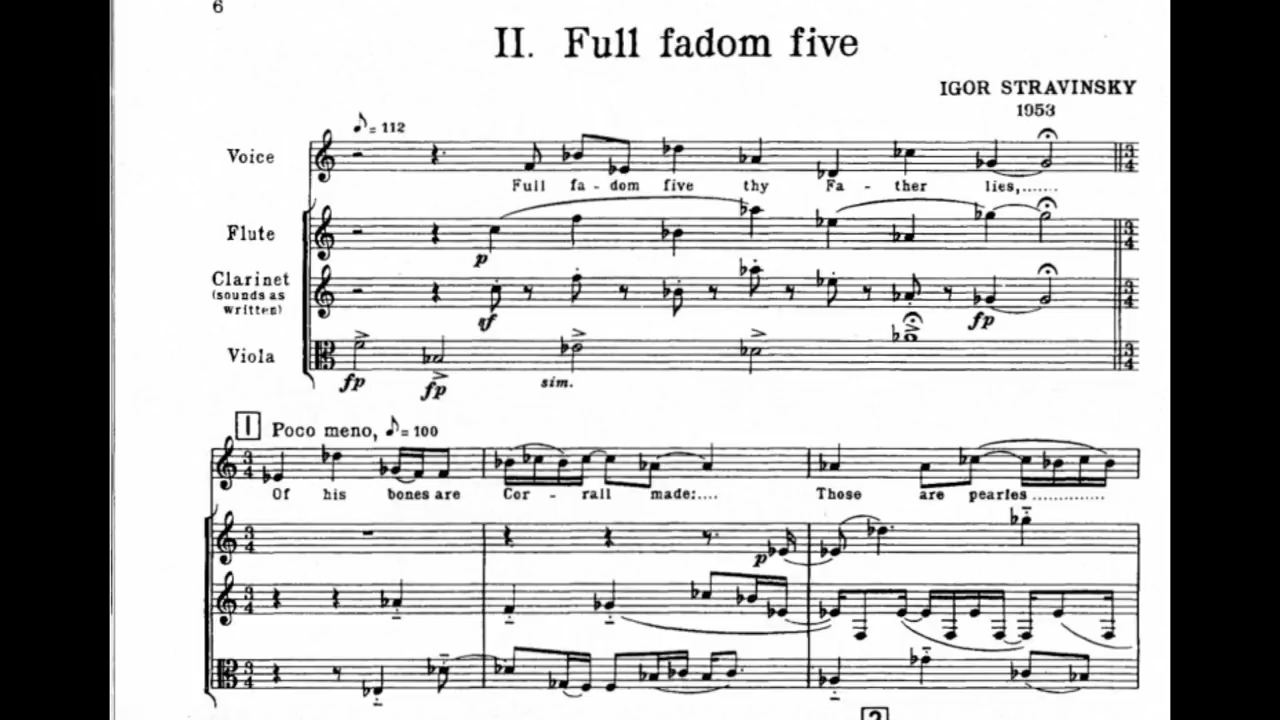 6
II. Full fadom five
IGOR STRAVINSKY
1953
♪= 112
Voice
Full fa - dom five thy Fa - ther lies,.......
Flute
p
Clarinet
(sounds as
written)
sf fp
Viola
fp fp sim.
1 Poco meno, ♪= 100
Of his bones are Cor - rall made:.... Those are pearles ..............
p
2